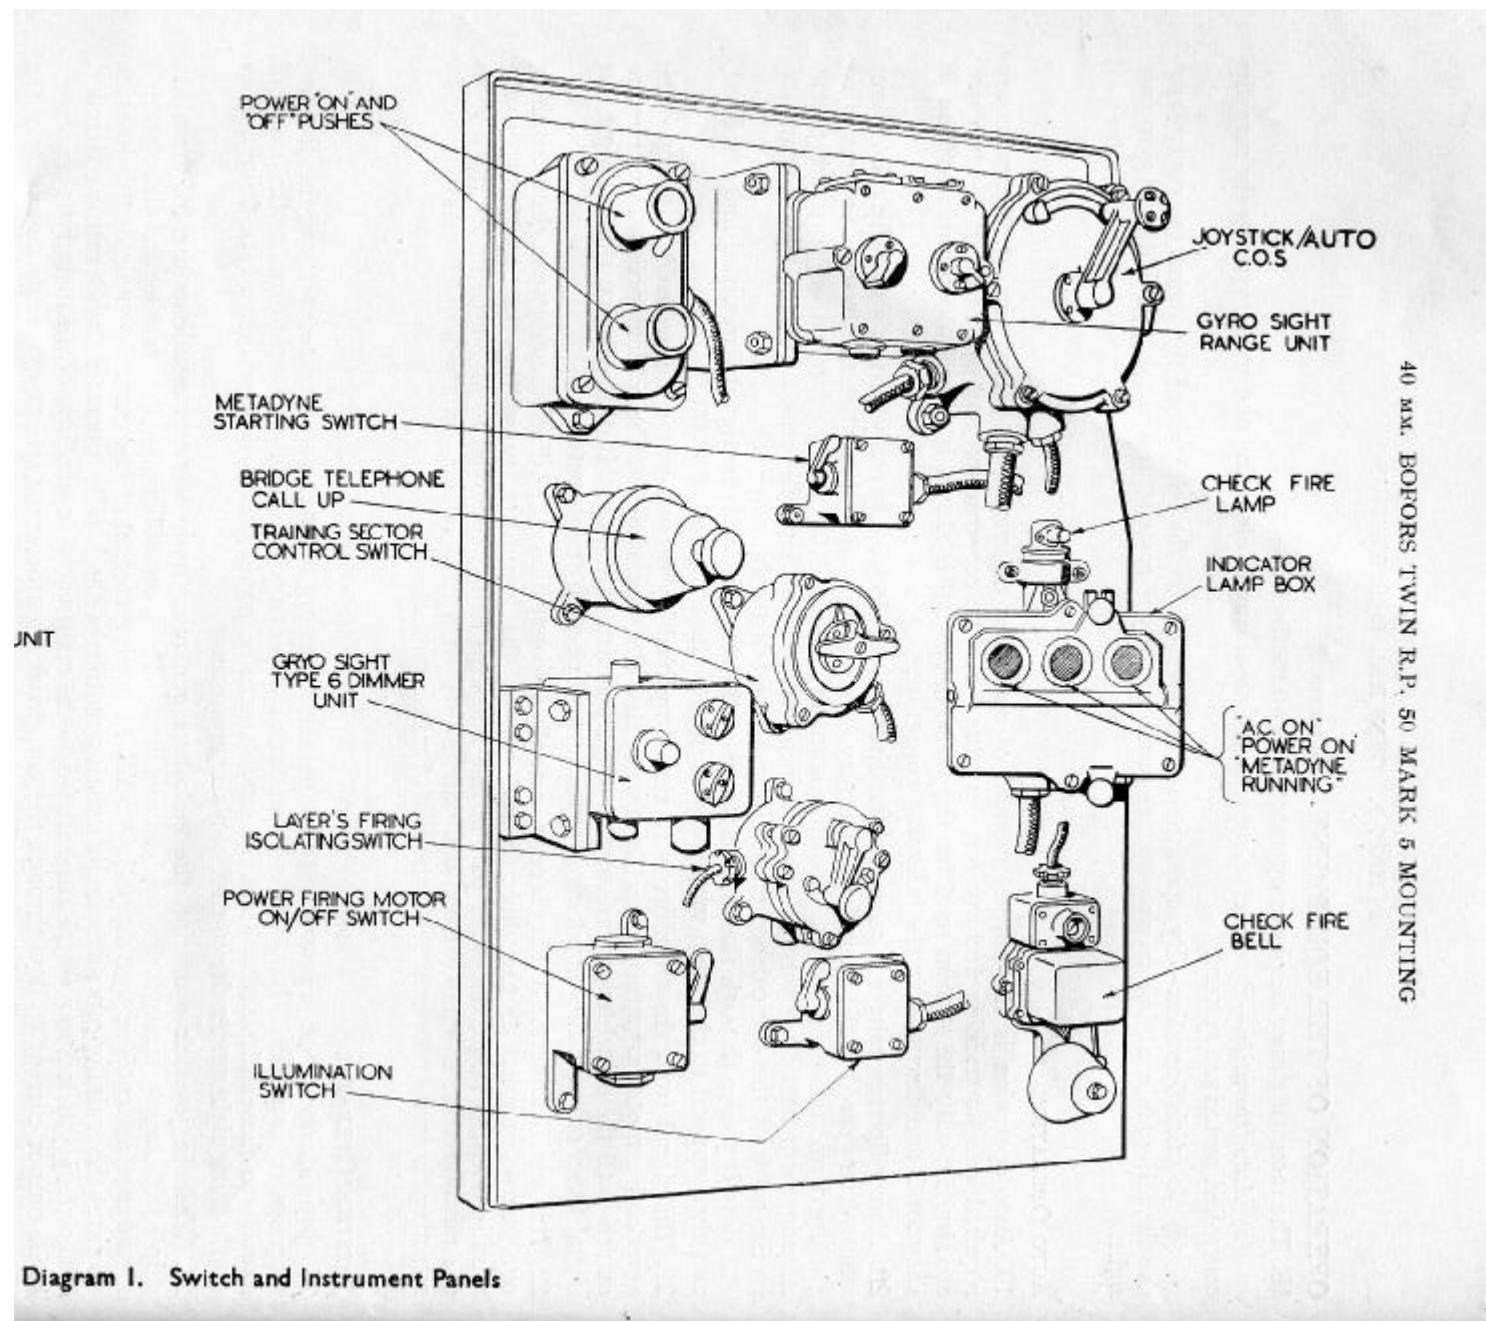 POWER "ON" AND
"OFF" PUSHES
JOYSTICK/AUTO
C.O.S
GYRO SIGHT
RANGE UNIT
METADYNE
STARTING SWITCH
BRIDGE TELEPHONE
CALL UP
TRAINING SECTOR
CONTROL SWITCH
CHECK FIRE
LAMP
INDICATOR
LAMP BOX
UNIT
GRYO SIGHT
TYPE 6 DIMMER
UNIT
"A.C. ON"
"POWER ON"
"METADYNE
RUNNING"
LAYER'S FIRING
ISOLATING SWITCH
POWER FIRING MOTOR
ON/OFF SWITCH
CHECK FIRE
BELL
ILLUMINATION
SWITCH
40 MM. BOFORS TWIN R.P. 50 MARK 5 MOUNTING
Diagram 1. Switch and Instrument Panels